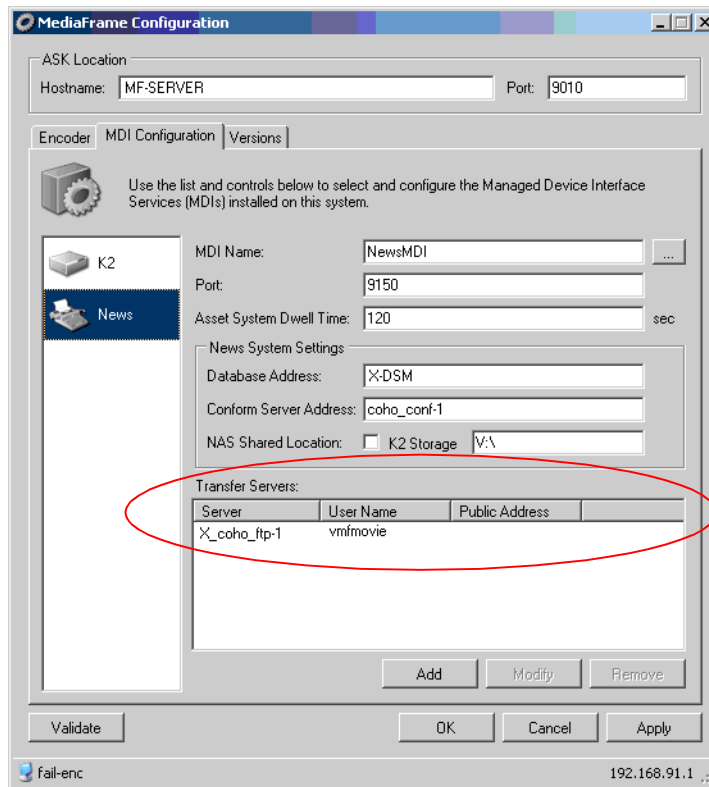 MediaFrame Configuration
ASK Location
Hostname: MF-SERVER Port: 9010
Encoder MDI Configuration Versions
Use the list and controls below to select and configure the Managed Device Interface
Services (MDIs) installed on this system.
K2
News
MDI Name: NewsMDI ...
Port: 9150
Asset System Dwell Time: 120 sec
News System Settings
Database Address: X-DSM
Conform Server Address: coho_conf-1
NAS Shared Location: K2 Storage V:\
Transfer Servers:
Server User Name Public Address
X_coho_ftp-1 vmfmovie
Add Modify Remove
Validate OK Cancel Apply
fail-enc 192.168.91.1